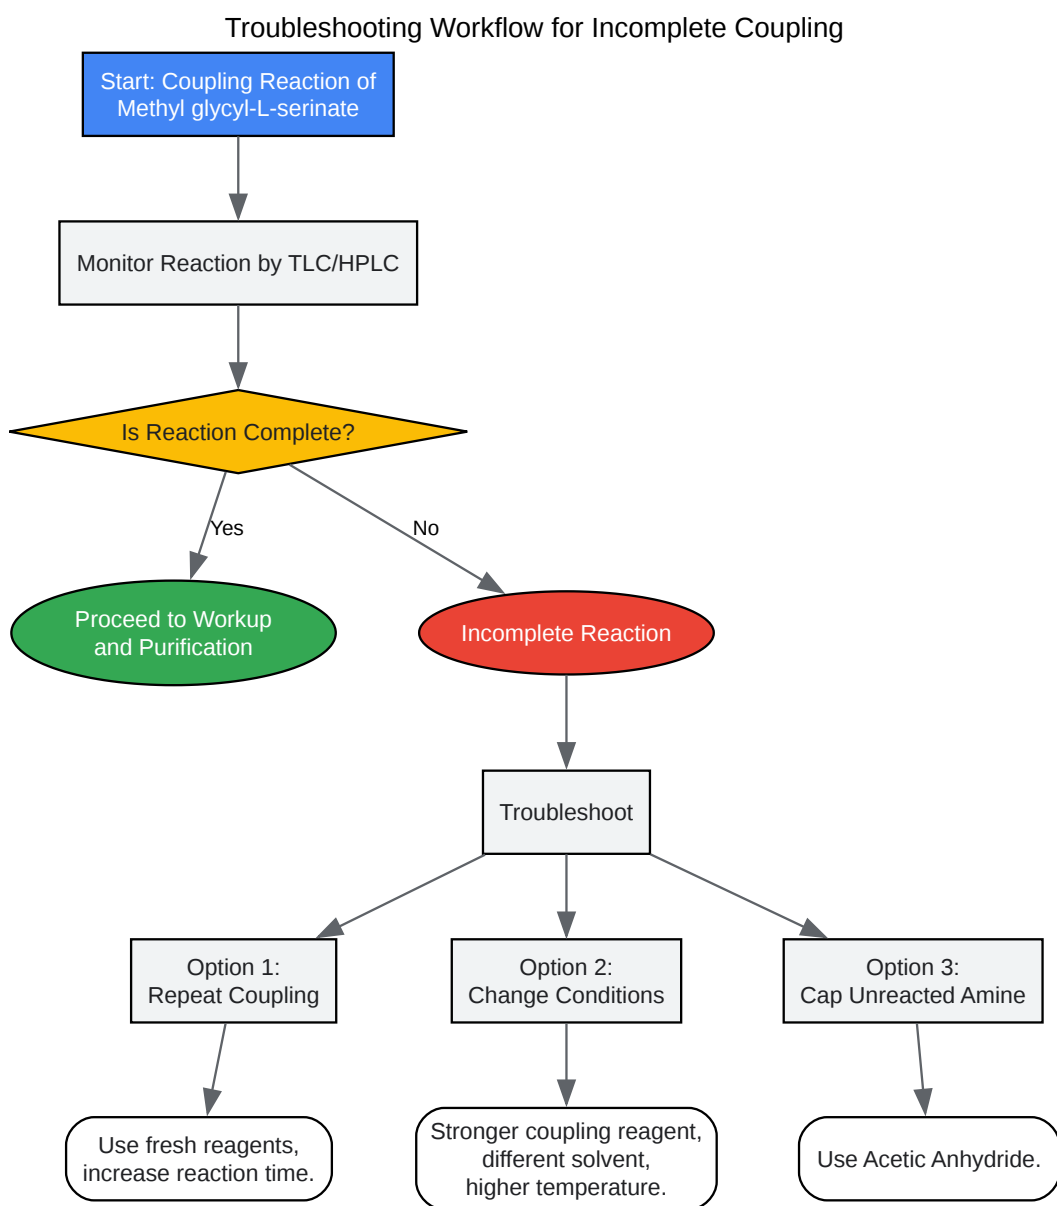 Troubleshooting Workflow for Incomplete Coupling
Start: Coupling Reaction of
Methyl glycyl-L-serinate
Monitor Reaction by TLC/HPLC
Is Reaction Complete?
Yes
No
Proceed to Workup
and Purification
Incomplete Reaction
Troubleshoot
Option 1:
Repeat Coupling
Option 2:
Change Conditions
Option 3:
Cap Unreacted Amine
Use fresh reagents,
increase reaction time.
Stronger coupling reagent,
different solvent,
higher temperature.
Use Acetic Anhydride.